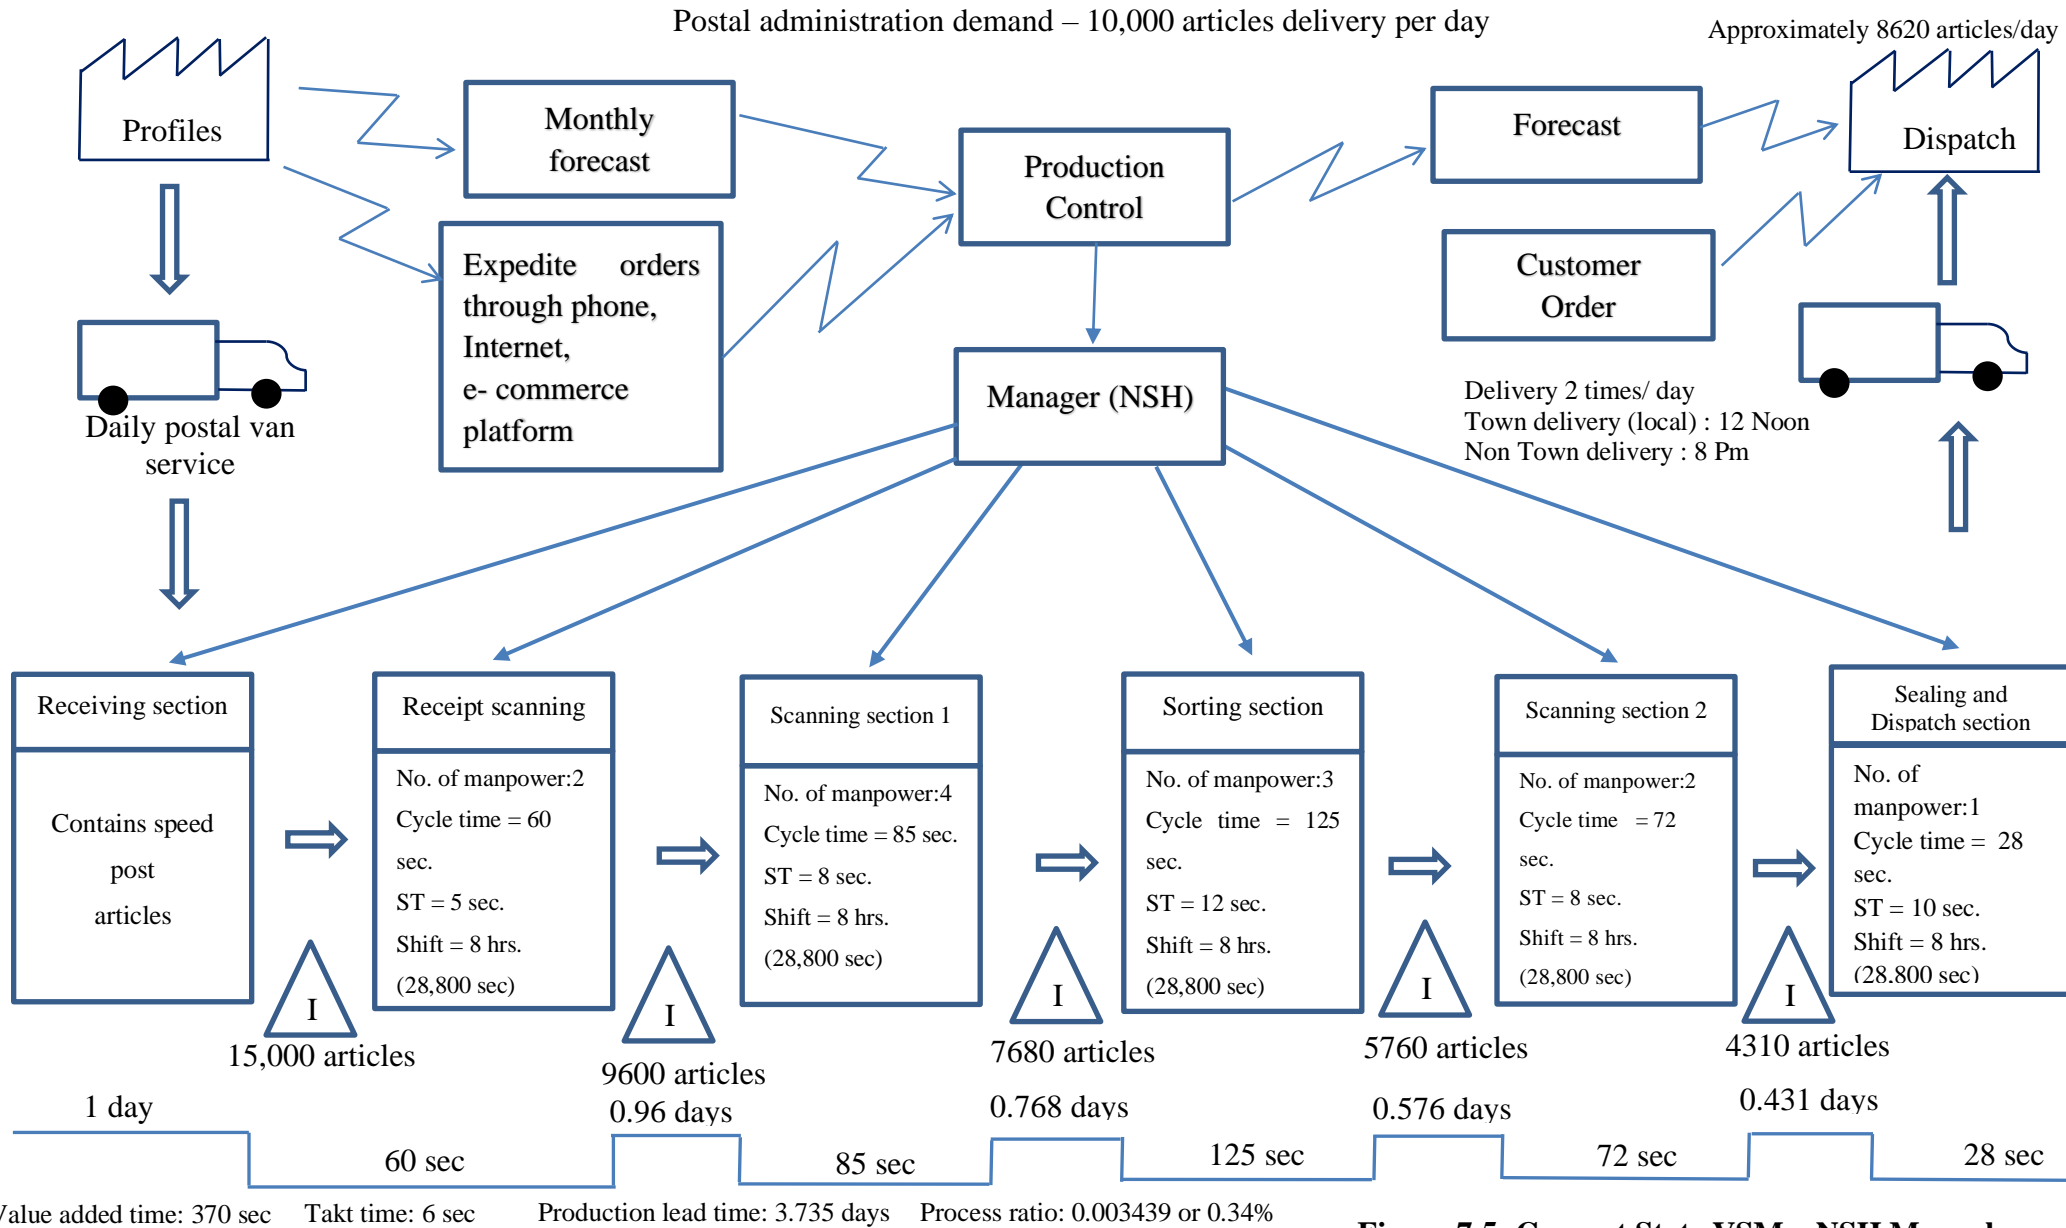 Postal administration demand – 10,000 articles delivery per day
Approximately 8620 articles/day
Profiles
Monthly
forecast
Production
Control
Forecast
Dispatch
Expedite orders
through phone,
Internet,
e- commerce
platform
Customer
Order
Manager (NSH)
Delivery 2 times/ day
Town delivery (local) : 12 Noon
Non Town delivery : 8 Pm
Daily postal van
service
Receiving section
Contains speed
post
articles
Receipt scanning
No. of manpower:2
Cycle time = 60
sec.
ST = 5 sec.
Shift = 8 hrs.
(28,800 sec)
Scanning section 1
No. of manpower:4
Cycle time = 85 sec.
ST = 8 sec.
Shift = 8 hrs.
(28,800 sec)
Sorting section
No. of manpower:3
Cycle time = 125
sec.
ST = 12 sec.
Shift = 8 hrs.
(28,800 sec)
Scanning section 2
No. of manpower:2
Cycle time = 72
sec.
ST = 8 sec.
Shift = 8 hrs.
(28,800 sec)
Sealing and
Dispatch section
No. of
manpower:1
Cycle time = 28
sec.
ST = 10 sec.
Shift = 8 hrs.
(28,800 sec)
I
I
I
I
I
15,000 articles
9600 articles
7680 articles
5760 articles
4310 articles
1 day
0.96 days
0.768 days
0.576 days
0.431 days
60 sec
85 sec
125 sec
72 sec
28 sec
Value added time: 370 sec
Takt time: 6 sec
Production lead time: 3.735 days
Process ratio: 0.003439 or 0.34%